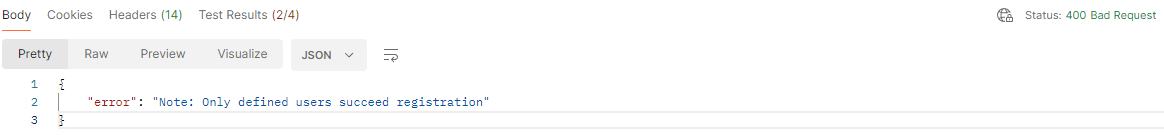 Body Cookies Headers (14) Test Results (2/4) Status: 400 Bad Request
Pretty Raw Preview Visualize JSON
1 {
2 "error": "Note: Only defined users succeed registration"
3 }